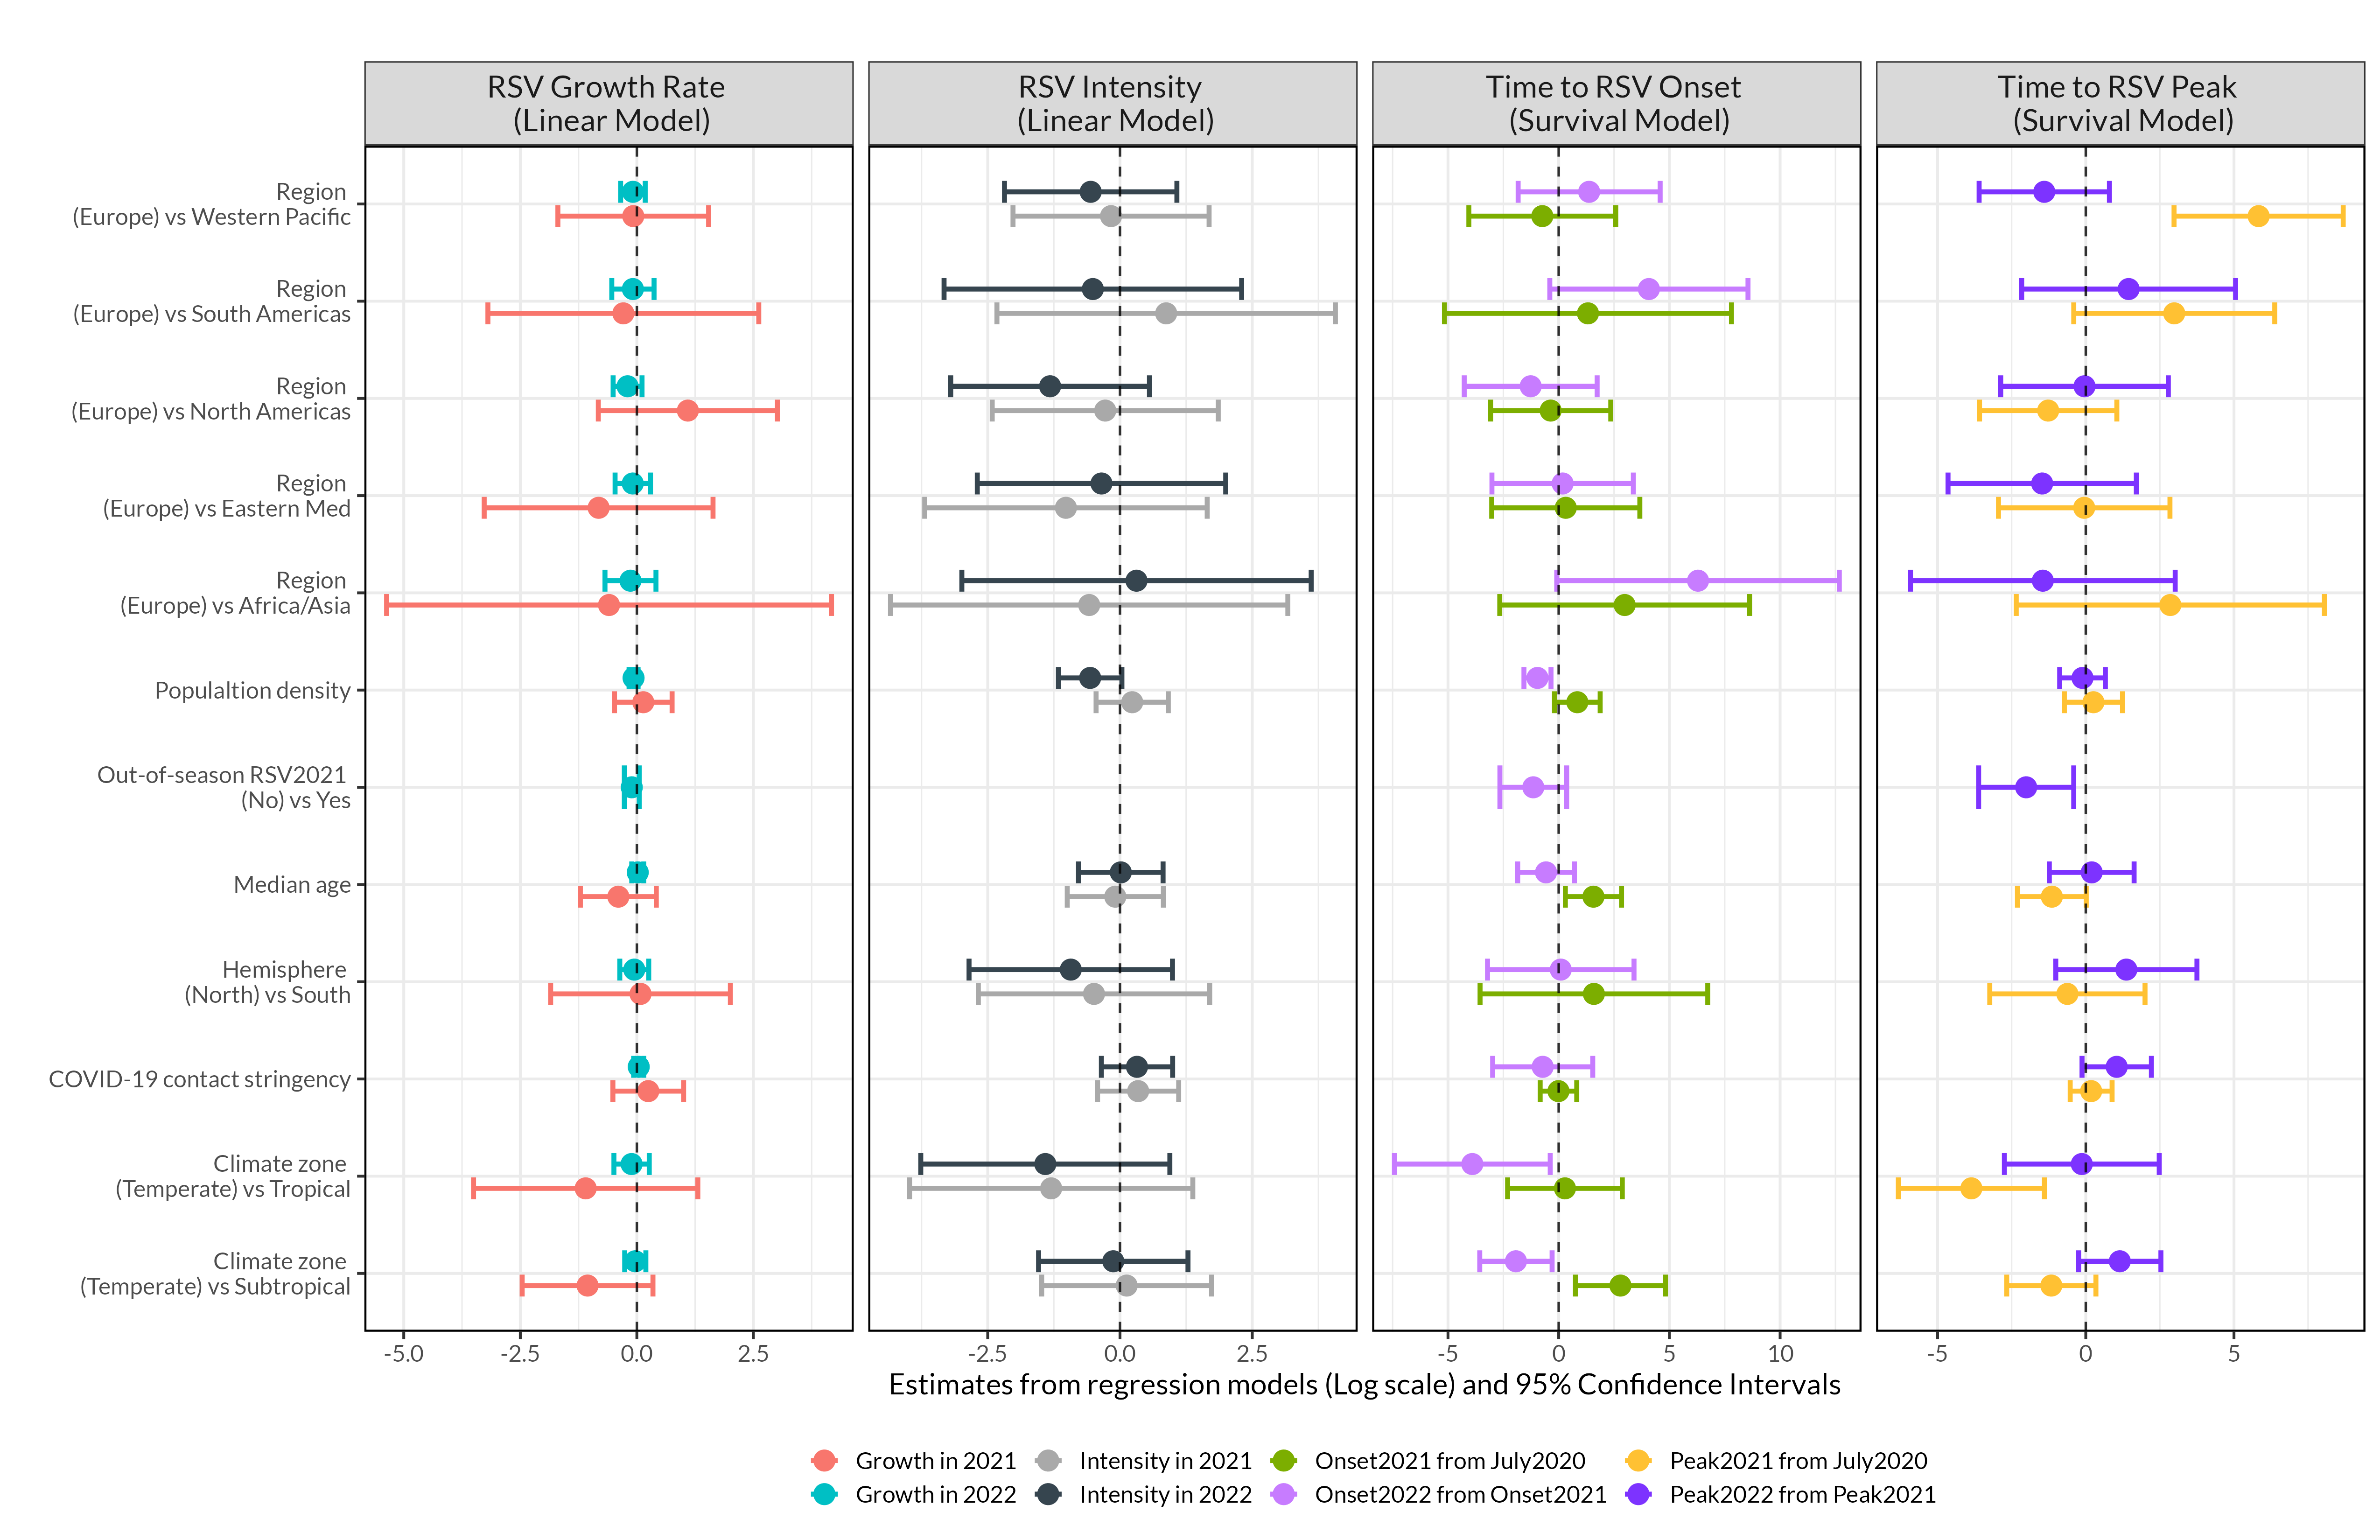 RSV Growth Rate
(Linear Model)
RSV Intensity
(Linear Model)
Time to RSV Onset
(Survival Model)
Time to RSV Peak
(Survival Model)
Region
(Europe) vs Western Pacific
Region
(Europe) vs South Americas
Region
(Europe) vs North Americas
Region
(Europe) vs Eastern Med
Region
(Europe) vs Africa/Asia
Populaltion density
Out-of-season RSV2021
(No) vs Yes
Median age
Hemisphere
(North) vs South
COVID-19 contact stringency
Climate zone
(Temperate) vs Tropical
Climate zone
(Temperate) vs Subtropical
-5.0 -2.5 0.0 2.5
-2.5 0.0 2.5
-5 0 5 10
-5 0 5
Estimates from regression models (Log scale) and 95% Confidence Intervals
Growth in 2021 Intensity in 2021 Onset2021 from July2020 Peak2021 from July2020
Growth in 2022 Intensity in 2022 Onset2022 from Onset2021 Peak2022 from Peak2021